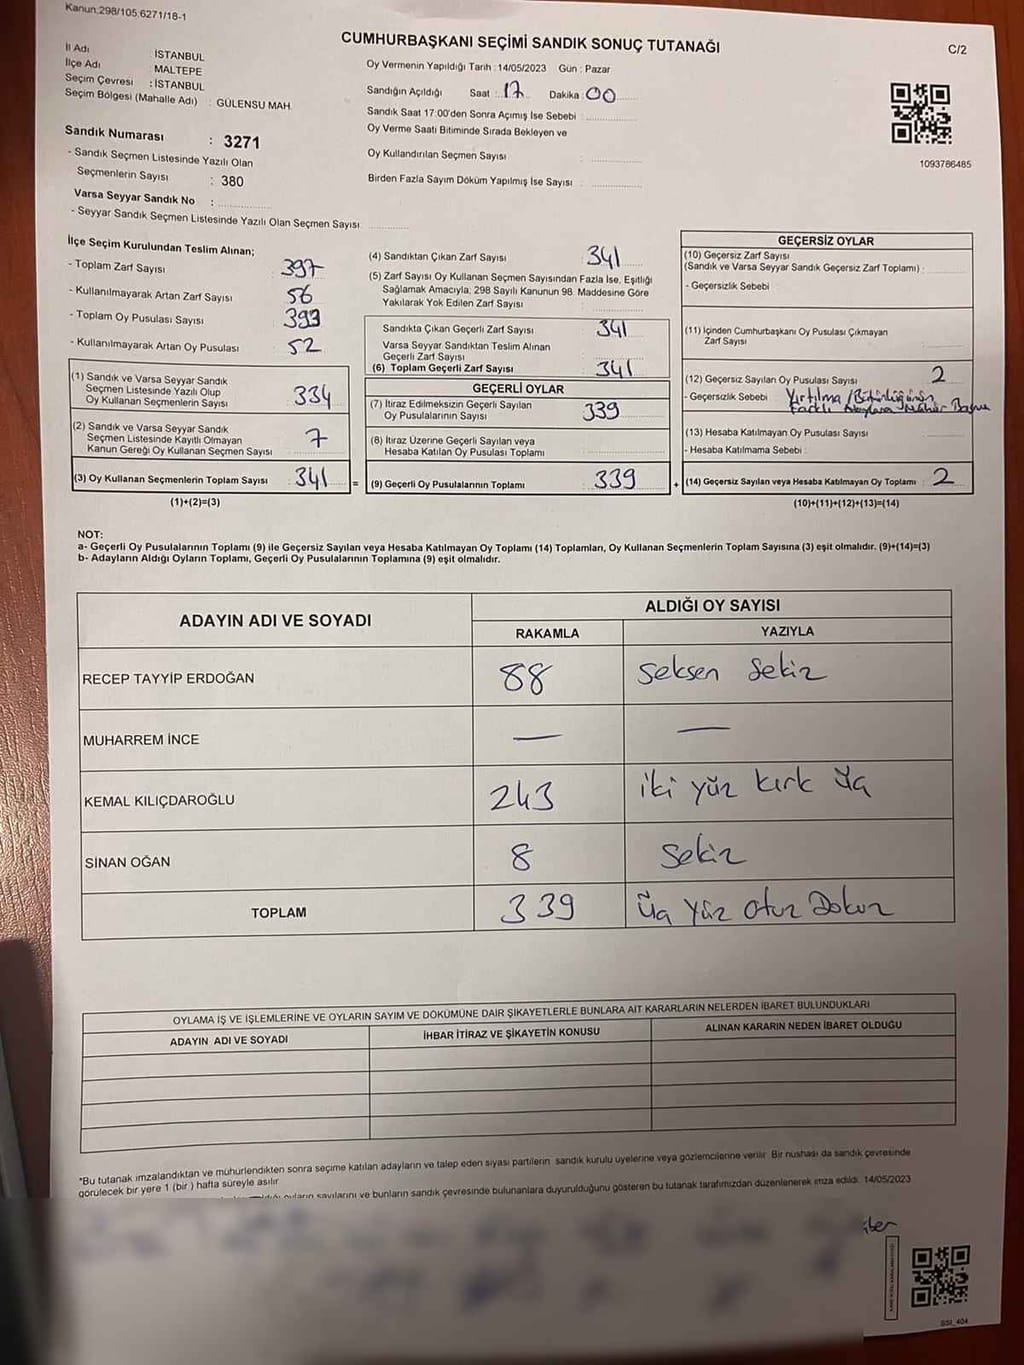 Kanun;298/105,6271/18-1
CUMHURBAŞKANI SEÇİMİ SANDIK SONUÇ TUTANAĞI
C/2
İl Adı : İSTANBUL
İlçe Adı : MALTEPE
Seçim Çevresi : İSTANBUL
Seçim Bölgesi (Mahalle Adı) : GÜLENSU MAH.
Sandık Numarası : 3271
- Sandık Seçmen Listesinde Yazılı Olan
Seçmenlerin Sayısı : 380
Varsa Seyyar Sandık No :
- Seyyar Sandık Seçmen Listesinde Yazılı Olan Seçmen Sayısı
Oy Vermenin Yapıldığı Tarih : 14/05/2023 Gün : Pazar
Sandığın Açıldığı Saat : 17 Dakika : 00
Sandık Saat 17:00'den Sonra Açımış İse Sebebi :
Oy Verme Saati Bitiminde Sırada Bekleyen ve
Oy Kullandırılan Seçmen Sayısı :
Birden Fazla Sayım Döküm Yapılmış İse Sayısı :
1093786485
İlçe Seçim Kurulundan Teslim Alınan;
- Toplam Zarf Sayısı 397
- Kullanılmayarak Artan Zarf Sayısı 56
- Toplam Oy Pusulası Sayısı 393
- Kullanılmayarak Artan Oy Pusulası 52
(1) Sandık ve Varsa Seyyar Sandık
Seçmen Listesinde Yazılı Olup
Oy Kullanan Seçmenlerin Sayısı 334
(2) Sandık ve Varsa Seyyar Sandık
Seçmen Listesinde Kayıtlı Olmayan
Kanun Gereği Oy Kullanan Seçmen Sayısı 7
(3) Oy Kullanan Seçmenlerin Toplam Sayısı 341 =
(1)+(2)=(3)
(4) Sandıktan Çıkan Zarf Sayısı 341
(5) Zarf Sayısı Oy Kullanan Seçmen Sayısından Fazla İse, Eşitliği
Sağlamak Amacıyla; 298 Sayılı Kanunun 98. Maddesine Göre
Yakılarak Yok Edilen Zarf Sayısı
Sandıkta Çıkan Geçerli Zarf Sayısı 341
Varsa Seyyar Sandıktan Teslim Alınan
Geçerli Zarf Sayısı
(6) Toplam Geçerli Zarf Sayısı 341
GEÇERLİ OYLAR
(7) İtiraz Edilmeksizin Geçerli Sayılan
Oy Pusulalarının Sayısı 339
(8) İtiraz Üzerine Geçerli Sayılan veya
Hesaba Katılan Oy Pusulası Toplamı
(9) Geçerli Oy Pusulalarının Toplamı 339 +
GEÇERSİZ OYLAR
(10) Geçersiz Zarf Sayısı
(Sandık ve Varsa Seyyar Sandık Geçersiz Zarf Toplamı) :
- Geçersizlik Sebebi
(11) İçinden Cumhurbaşkanı Oy Pusulası Çıkmayan
Zarf Sayısı
(12) Geçersiz Sayılan Oy Pusulası Sayısı 2
- Geçersizlik Sebebi Yırtılma / Bütünlüğünün
Farklı Adaylara Mühür Basma
(13) Hesaba Katılmayan Oy Pusulası Sayısı
- Hesaba Katılmama Sebebi
(14) Geçersiz Sayılan veya Hesaba Katılmayan Oy Toplamı 2
(10)+(11)+(12)+(13)=(14)
NOT:
a- Geçerli Oy Pusulalarının Toplamı (9) ile Geçersiz Sayılan veya Hesaba Katılmayan Oy Toplamı (14) Toplamları, Oy Kullanan Seçmenlerin Toplam Sayısına (3) eşit olmalıdır. (9)+(14)=(3)
b- Adayların Aldığı Oyların Toplamı, Geçerli Oy Pusulalarının Toplamına (9) eşit olmalıdır.
ADAYIN ADI VE SOYADI
ALDIĞI OY SAYISI
RAKAMLA YAZIYLA
RECEP TAYYİP ERDOĞAN 88 Seksen Sekiz
MUHARREM İNCE — —
KEMAL KILIÇDAROĞLU 243 iki yüz kırk üç
SİNAN OĞAN 8 Sekiz
TOPLAM 339 üç yüz otuz Dokuz
OYLAMA İŞ VE İŞLEMLERİNE VE OYLARIN SAYIM VE DÖKÜMÜNE DAİR ŞİKAYETLERLE BUNLARA AİT KARARLARIN NELERDEN İBARET BULUNDUKLARI
ADAYIN ADI VE SOYADI İHBAR İTİRAZ VE ŞİKAYETİN KONUSU ALINAN KARARIN NEDEN İBARET OLDUĞU
*Bu tutanak imzalandıktan ve mühürlendikten sonra seçime katılan adayların ve talep eden siyasi partilerin sandık kurulu üyelerine veya gözlemcilerine verilir. Bir nüshası da sandık çevresinde
görülecek bir yere 1 (bir ) hafta süreyle asılır.
oyların sayılarını ve bunların sandık çevresinde bulunanlara duyurulduğunu gösteren bu tutanak tarafımızdan düzenlenerek imza edildi. 14/05/2023
SSİ_404